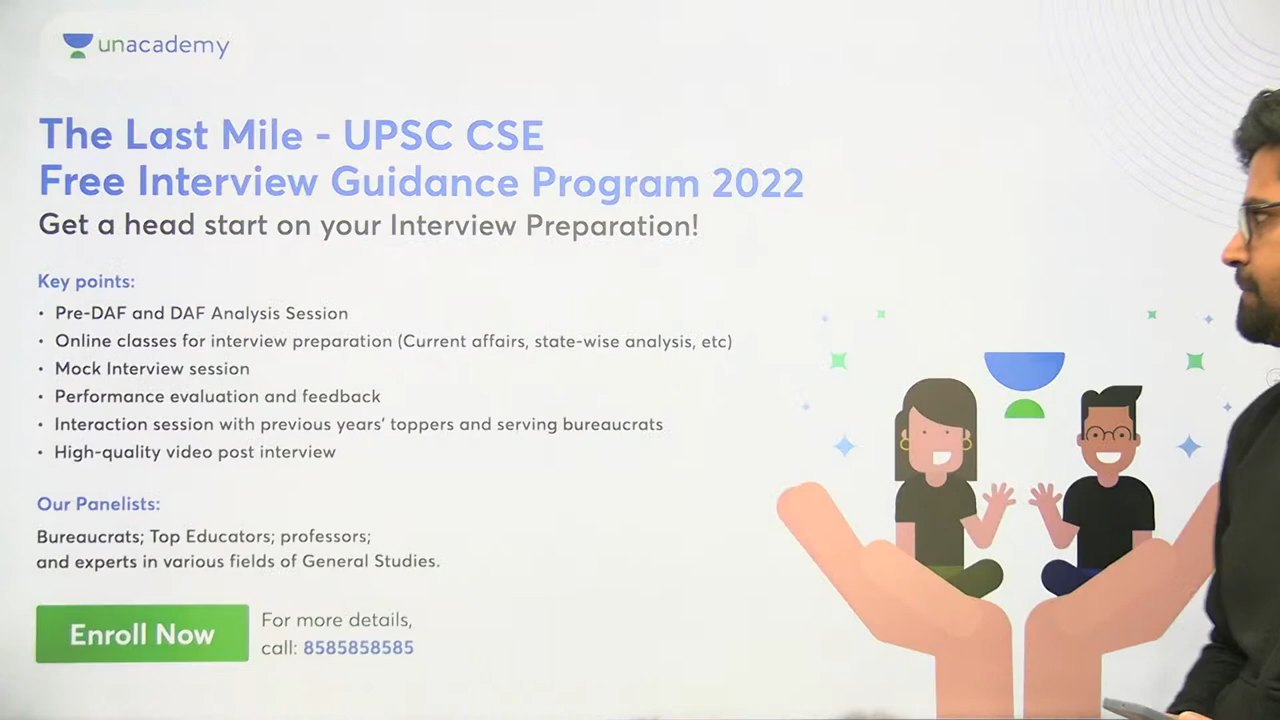 unacademy
The Last Mile - UPSC CSE
Free Interview Guidance Program 2022
Get a head start on your Interview Preparation!
Key points:
• Pre-DAF and DAF Analysis Session
• Online classes for interview preparation (Current affairs, state-wise analysis, etc)
• Mock Interview session
• Performance evaluation and feedback
• Interaction session with previous years' toppers and serving bureaucrats
• High-quality video post interview
Our Panelists:
Bureaucrats; Top Educators; professors;
and experts in various fields of General Studies.
Enroll Now
For more details,
call: 8585858585